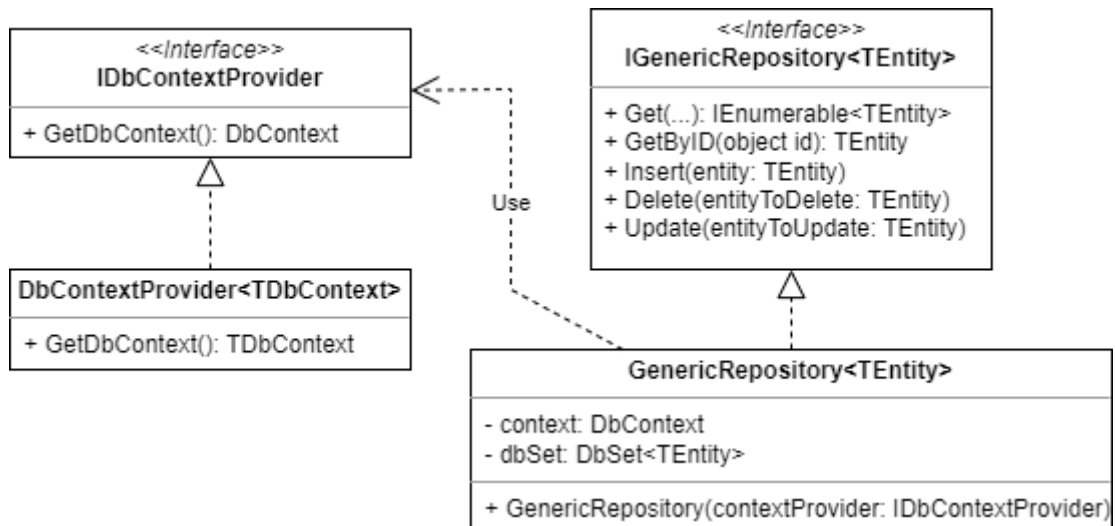 <<Interface>>
IDbContextProvider
+ GetDbContext(): DbContext
<<Interface>>
IGenericRepository<TEntity>
+ Get(...): IEnumerable<TEntity>
+ GetByID(object id): TEntity
+ Insert(entity: TEntity)
+ Delete(entityToDelete: TEntity)
+ Update(entityToUpdate: TEntity)
Use
DbContextProvider<TDbContext>
+ GetDbContext(): TDbContext
GenericRepository<TEntity>
- context: DbContext
- dbSet: DbSet<TEntity>
+ GenericRepository(contextProvider: IDbContextProvider)